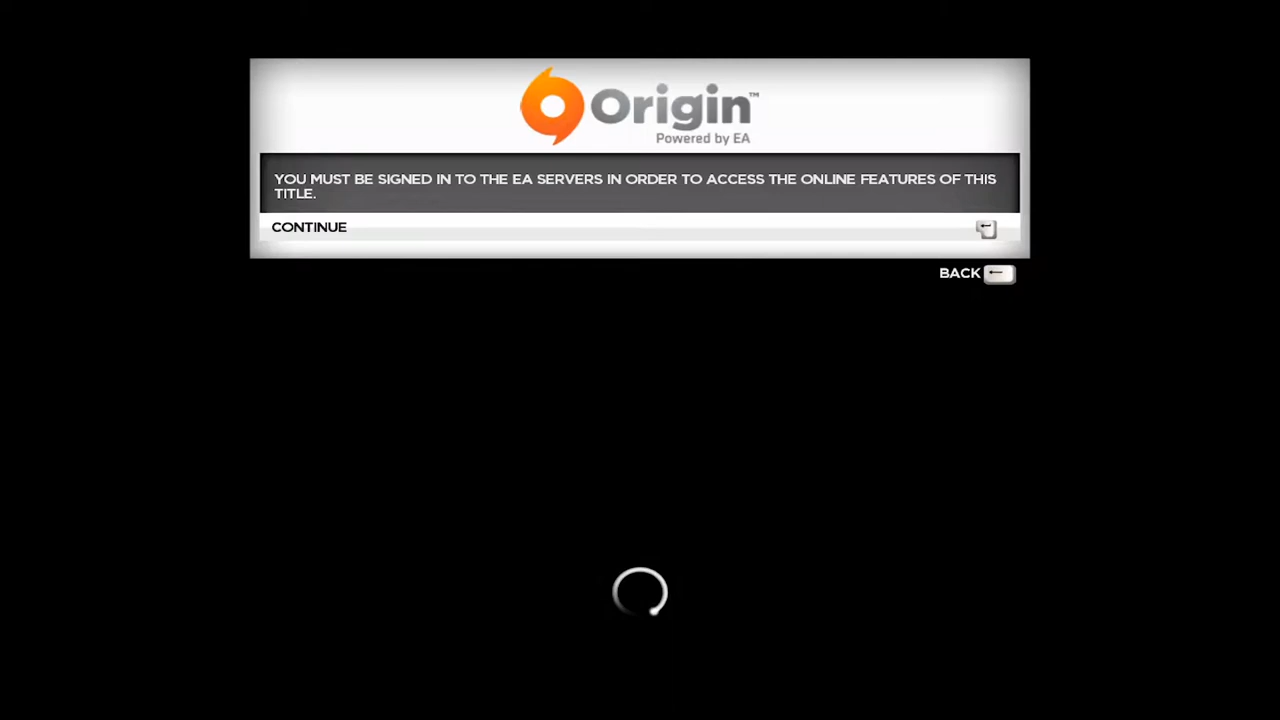 Origin™
Powered by EA
YOU MUST BE SIGNED IN TO THE EA SERVERS IN ORDER TO ACCESS THE ONLINE FEATURES OF THIS
TITLE.
CONTINUE
BACK